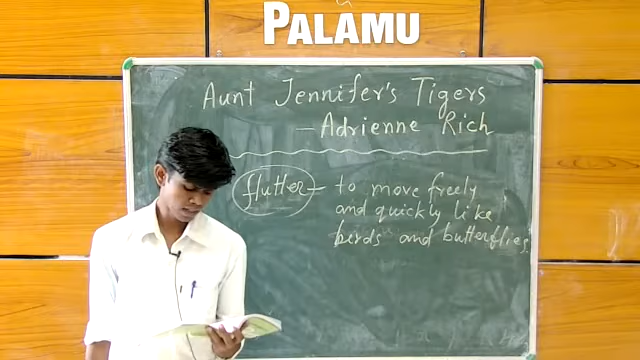 PALAMU
Aunt Jennifer's Tigers
— Adrienne Rich
flutter — to move freely
and quickly like
birds and butterflies.